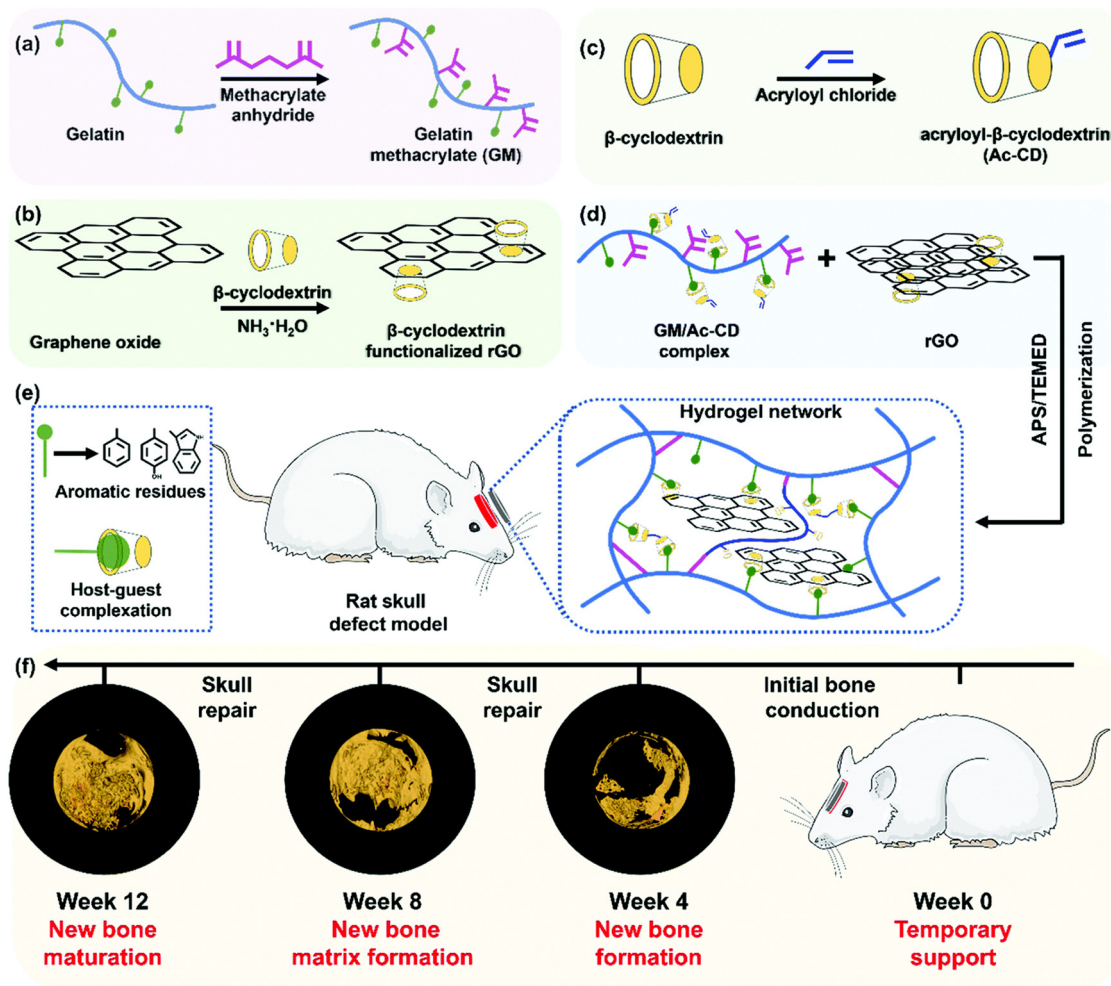 (a)
Gelatin
Methacrylate
anhydride
Gelatin
methacrylate (GM)
(c)
β-cyclodextrin
Acryloyl chloride
acryloyl-β-cyclodextrin
(Ac-CD)
(b)
Graphene oxide
β-cyclodextrin
NH₃·H₂O
β-cyclodextrin
functionalized rGO
(d)
GM/Ac-CD
complex
+
rGO
APS/TEMED
Polymerization
(e)
NH
OH
Aromatic residues
Host-guest
complexation
Rat skull
defect model
Hydrogel network
(f)
Skull
repair
Skull
repair
Initial bone
conduction
Week 12
New bone
maturation
Week 8
New bone
matrix formation
Week 4
New bone
formation
Week 0
Temporary
support